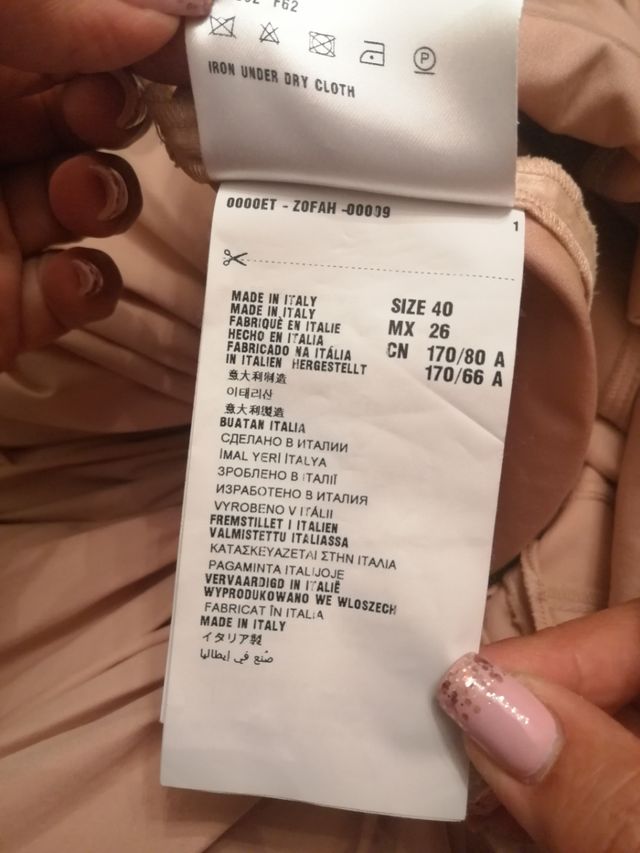 F62
IRON UNDER DRY CLOTH
0000ET - Z0FAH -00009
1
MADE IN ITALY
MADE IN ITALY
FABRIQUÉ EN ITALIE
HECHO EN ITALIA
FABRICADO NA ITÁLIA
IN ITALIEN HERGESTELLT
意大利制造
이태리산
意大利製造
BUATAN ITALIA
СДЕЛАНО В ИТАЛИИ
İMAL YERİ İTALYA
ЗРОБЛЕНО В ІТАЛІЇ
ИЗРАБОТЕНО В ИТАЛИЯ
VYROBENO V ITÁLII
FREMSTILLET I ITALIEN
VALMISTETTU ITALIASSA
ΚΑΤΑΣΚΕΥΑΖΕΤΑΙ ΣΤΗΝ ΙΤΑΛΙΑ
PAGAMINTA ITALIJOJE
VERVAARDIGD IN ITALIË
WYPRODUKOWANO WE WLOSZECH
FABRICAT ÎN ITALIA
MADE IN ITALY
イタリア製
صنع في إيطاليا
SIZE 40
MX 26
CN 170/80 A
170/66 A